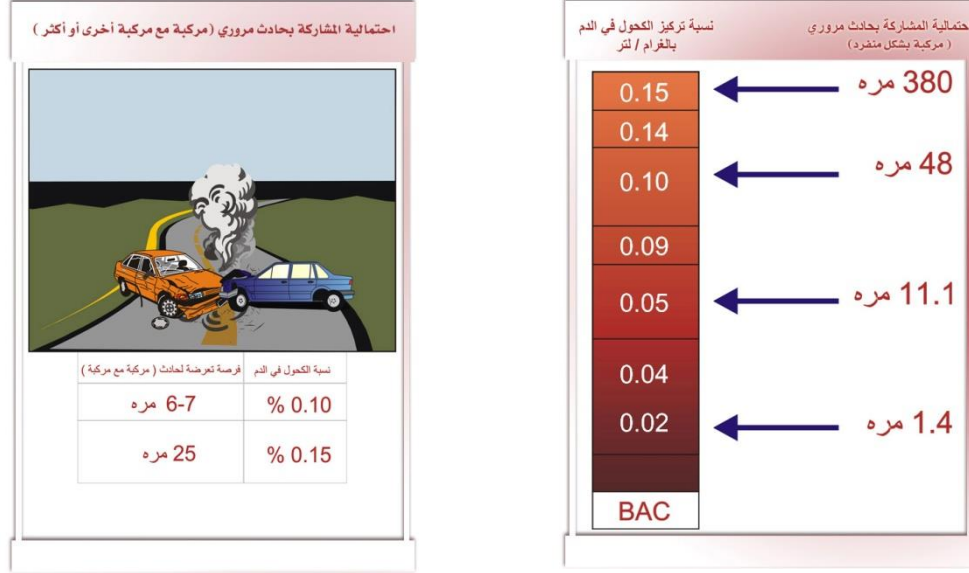 احتمالية المشاركة بحادث مروري (مركبة مع مركبة أخرى أو أكثر )
نسبة الكحول في الدم
فرصة تعرضة لحادث ( مركبة مع مركبة )
% 0.10
6-7 مره
% 0.15
25 مره
حتمالية المشاركة بحادث مروري
( مركبة بشكل منفرد)
نسبة تركيز الكحول في الدم
بالغرام / لتر
380 مره
0.15
0.14
48 مره
0.10
0.09
11.1 مره
0.05
0.04
1.4 مره
0.02
BAC